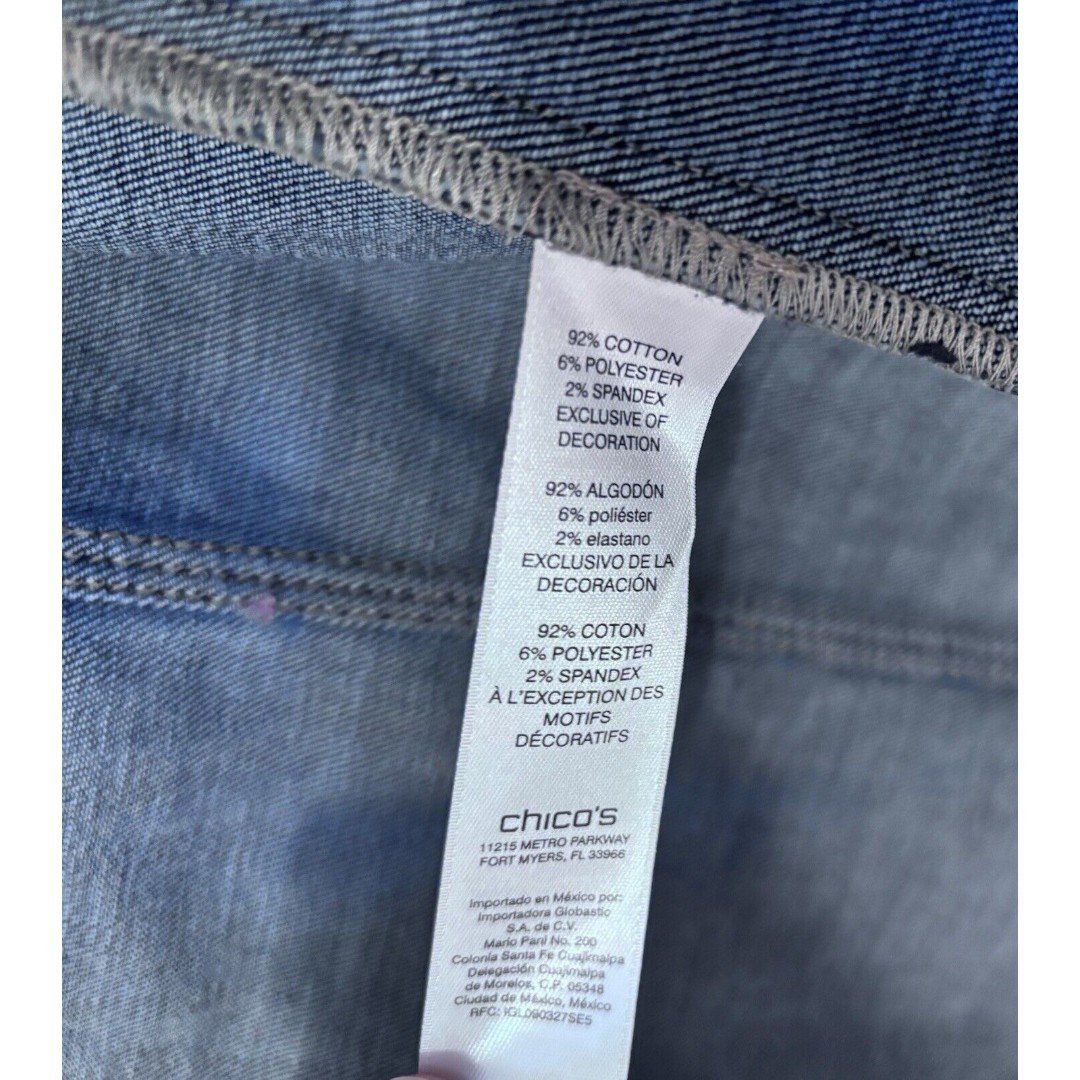 92% COTTON
6% POLYESTER
2% SPANDEX
EXCLUSIVE OF
DECORATION
92% ALGODÓN
6% poliéster
2% elastano
EXCLUSIVO DE LA
DECORACIÓN
92% COTON
6% POLYESTER
2% SPANDEX
À L'EXCEPTION DES
MOTIFS
DÉCORATIFS
chico's
11215 METRO PARKWAY
FORT MYERS, FL 33966
Importado en México por:
Importadora Globastic
S.A. de C.V.
Mario Pani No. 200
Colonia Santa Fe Cuajimalpa
Delegación Cuajimalpa
de Morelos, C.P. 05348
Ciudad de México, México
RFC: IGL090327SE5